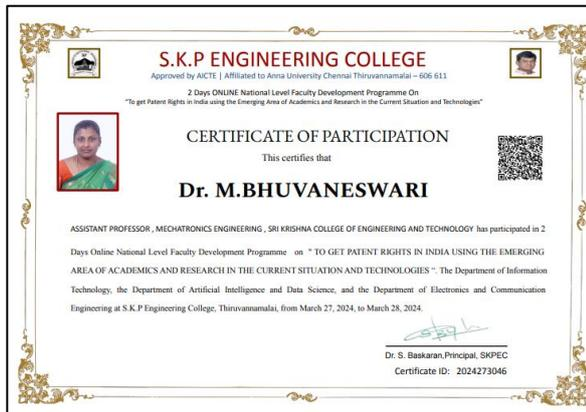 S.K.P ENGINEERING COLLEGE
Approved by AICTE | Affiliated to Anna University Chennai Thiruvannamalai – 606 611
2 Days ONLINE National Level Faculty Development Programme On
"To get Patent Rights in India using the Emerging Area of Academics and Research in the Current Situation and Technologies"
CERTIFICATE OF PARTICIPATION
This certifies that
Dr. M.BHUVANESWARI
ASSISTANT PROFESSOR , MECHATRONICS ENGINEERING , SRI KRISHNA COLLEGE OF ENGINEERING AND TECHNOLOGY has participated in 2
Days Online National Level Faculty Development Programme on " TO GET PATENT RIGHTS IN INDIA USING THE EMERGING
AREA OF ACADEMICS AND RESEARCH IN THE CURRENT SITUATION AND TECHNOLOGIES ". The Department of Information
Technology, the Department of Artificial Intelligence and Data Science, and the Department of Electronics and Communication
Engineering at S.K.P Engineering College, Thiruvannamalai, from March 27, 2024, to March 28, 2024.
Dr. S. Baskaran,Principal, SKPEC
Certificate ID: 2024273046